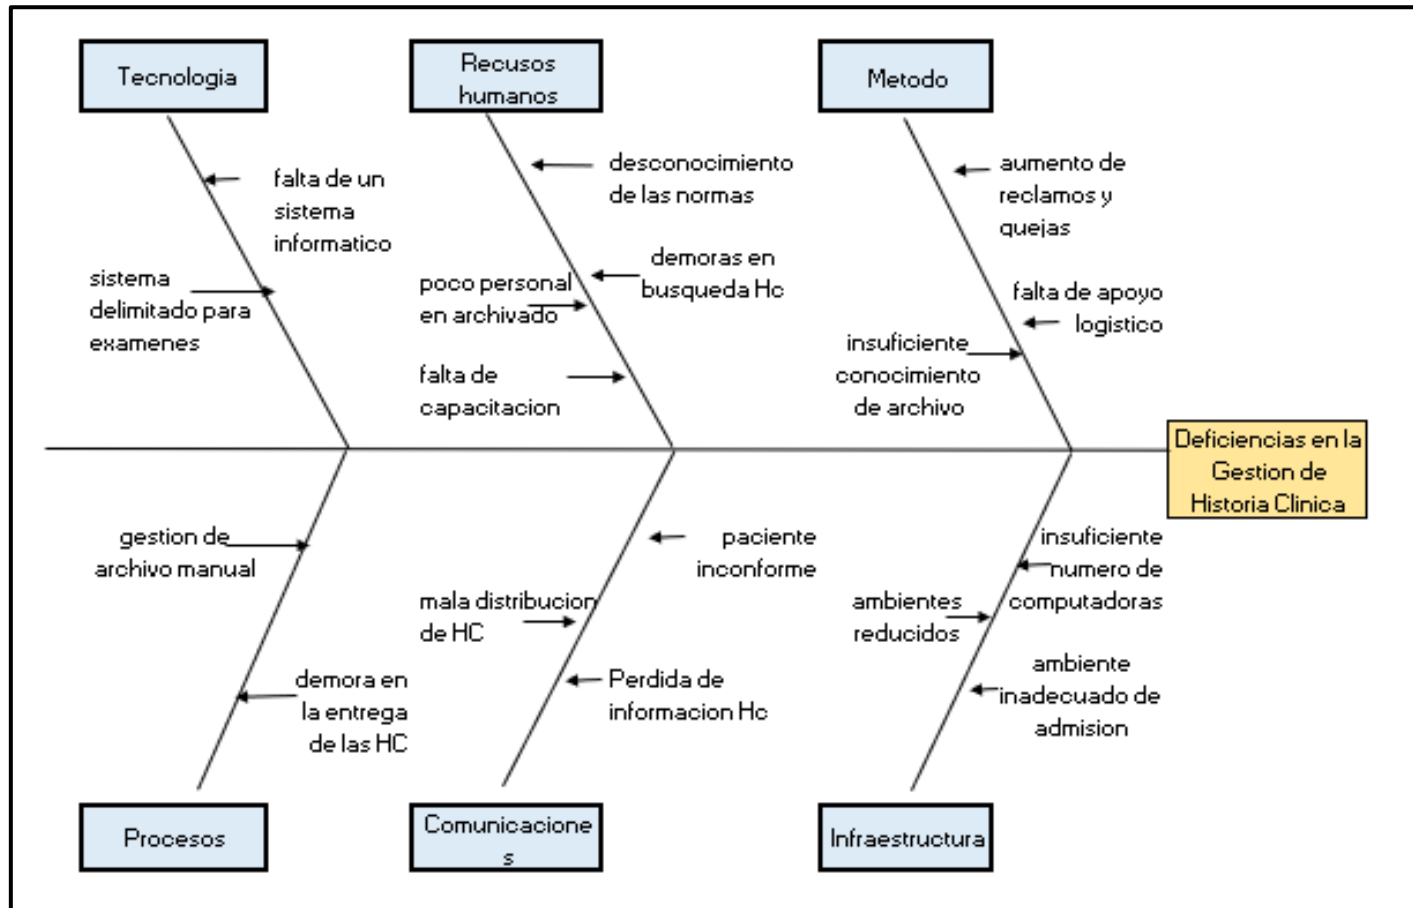 Tecnologia
Recusos
humanos
Metodo
falta de un
sistema
informatico
sistema
delimitado para
examenes
desconocimiento
de las normas
demoras en
busqueda Hc
poco personal
en archivado
falta de
capacitacion
aumento de
reclamos y
quejas
falta de apoyo
logistico
insuficiente
conocimiento
de archivo
Deficiencias en la
Gestion de
Historia Clinica
gestion de
archivo manual
demora en
la entrega
de las HC
paciente
inconforme
mala distribucion
de HC
Perdida de
informacion Hc
insuficiente
numero de
computadoras
ambientes
reducidos
ambiente
inadecuado de
admision
Procesos
Comunicacione
s
Infraestructura